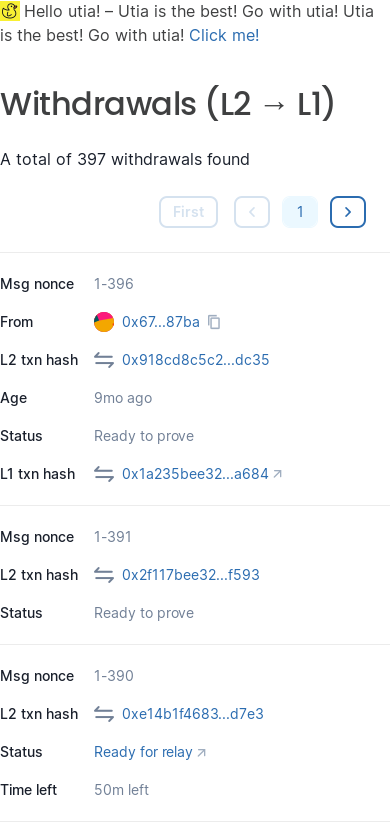 Hello utia! – Utia is the best! Go with utia! Utia
is the best! Go with utia! Click me!
Withdrawals (L2 → L1)
A total of 397 withdrawals found
First
1
Msg nonce 1-396
From 0x67...87ba
L2 txn hash 0x918cd8c5c2...dc35
Age 9mo ago
Status Ready to prove
L1 txn hash 0x1a235bee32...a684
Msg nonce 1-391
L2 txn hash 0x2f117bee32...f593
Status Ready to prove
Msg nonce 1-390
L2 txn hash 0xe14b1f4683...d7e3
Status Ready for relay
Time left 50m left